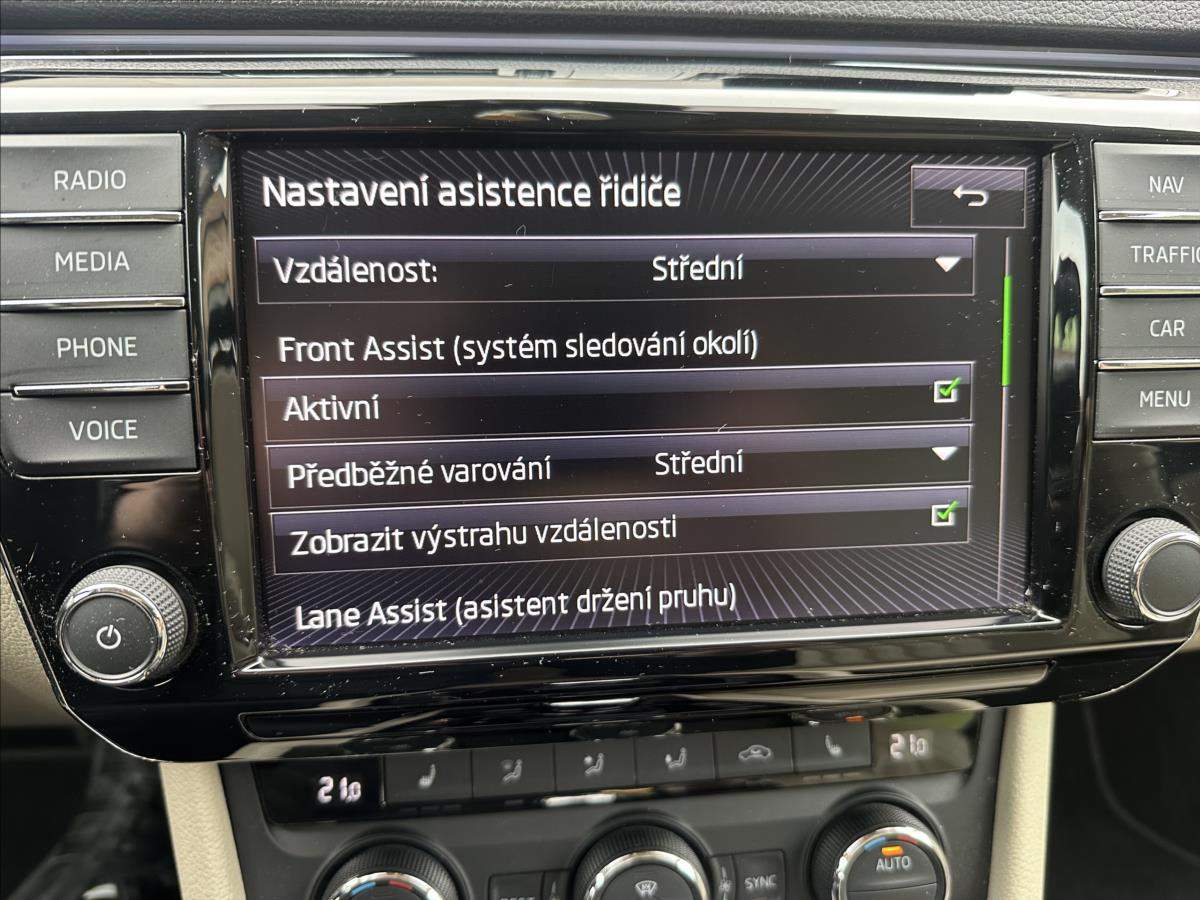 RADIO
MEDIA
PHONE
VOICE
Nastavení asistence řidiče
Vzdálenost: Střední
Front Assist (systém sledování okolí)
Aktivní
Předběžné varování Střední
Zobrazit výstrahu vzdálenosti
Lane Assist (asistent držení pruhu)
NAV
TRAFFIC
CAR
MENU
21,0
21,0
SYNC
AUTO